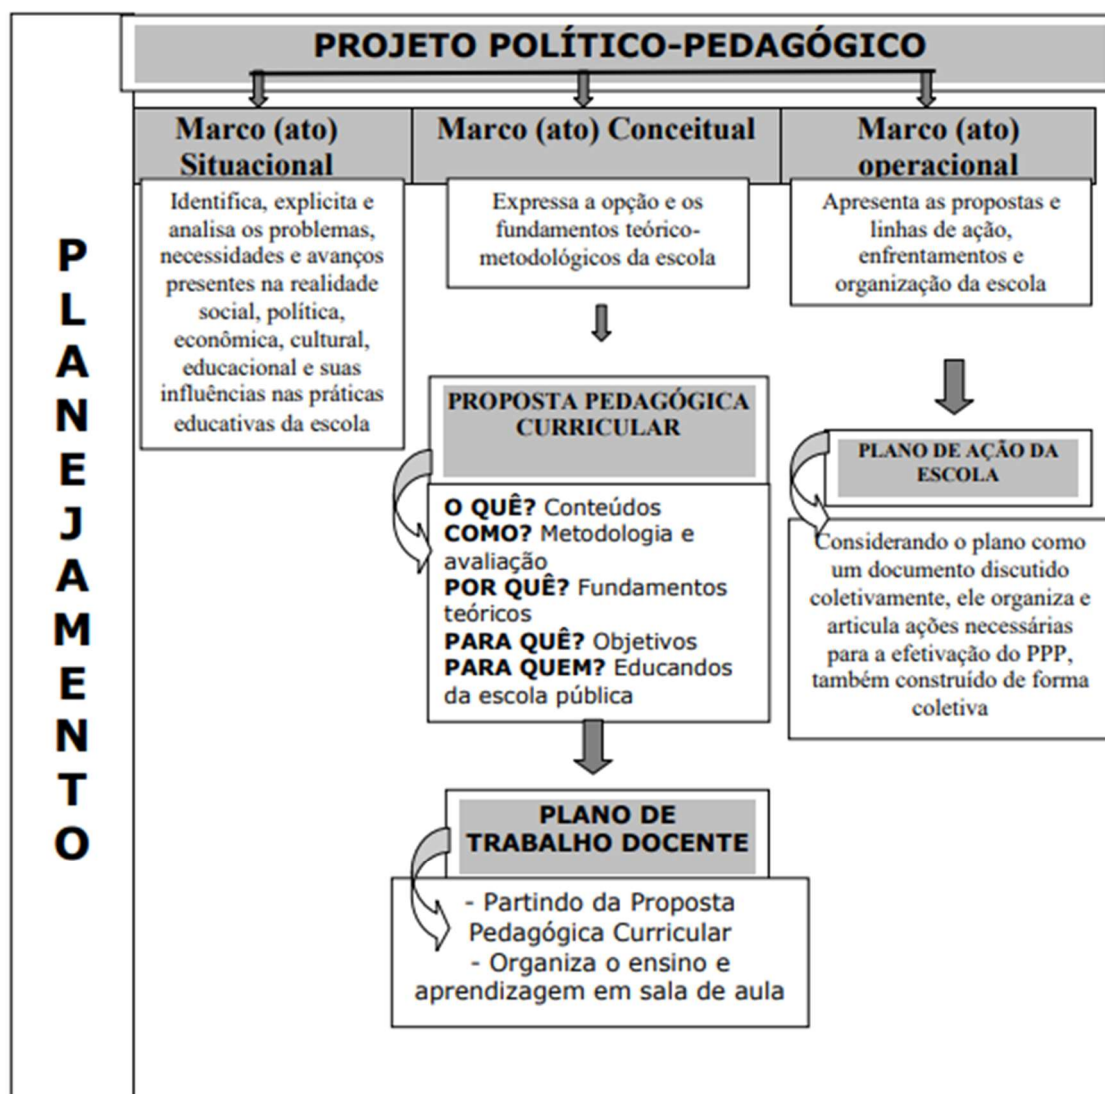 PLANEJAMENTO
PROJETO POLÍTICO-PEDAGÓGICO
Marco (ato)
Situacional
Identifica, explicita e
analisa os problemas,
necessidades e avanços
presentes na realidade
social, política,
econômica, cultural,
educacional e suas
influências nas práticas
educativas da escola
Marco (ato) Conceitual
Expressa a opção e os
fundamentos teórico-
metodológicos da escola
PROPOSTA PEDAGÓGICA
CURRICULAR
O QUÊ? Conteúdos
COMO? Metodologia e
avaliação
POR QUÊ? Fundamentos
teóricos
PARA QUÊ? Objetivos
PARA QUEM? Educandos
da escola pública
PLANO DE
TRABALHO DOCENTE
- Partindo da Proposta
Pedagógica Curricular
- Organiza o ensino e
aprendizagem em sala de aula
Marco (ato)
operacional
Apresenta as propostas e
linhas de ação,
enfrentamentos e
organização da escola
PLANO DE AÇÃO DA
ESCOLA
Considerando o plano como
um documento discutido
coletivamente, ele organiza e
articula ações necessárias
para a efetivação do PPP,
também construído de forma
coletiva